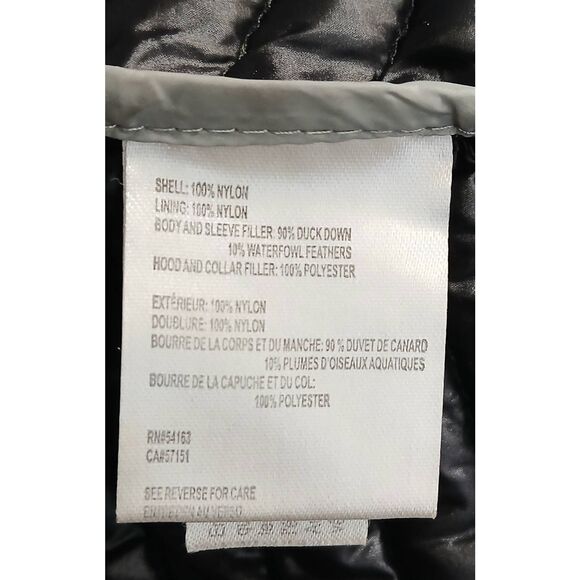 SHELL: 100% NYLON
LINING: 100% NYLON
BODY AND SLEEVE FILLER: 90% DUCK DOWN
10% WATERFOWL FEATHERS
HOOD AND COLLAR FILLER: 100% POLYESTER
EXTÉRIEUR: 100% NYLON
DOUBLURE: 100% NYLON
BOURRE DE LA CORPS ET DU MANCHE: 90 % DUVET DE CANARD
10% PLUMES D'OISEAUX AQUATIQUES
BOURRE DE LA CAPUCHE ET DU COL:
100% POLYESTER
RN#54163
CA#57151
SEE REVERSE FOR CARE